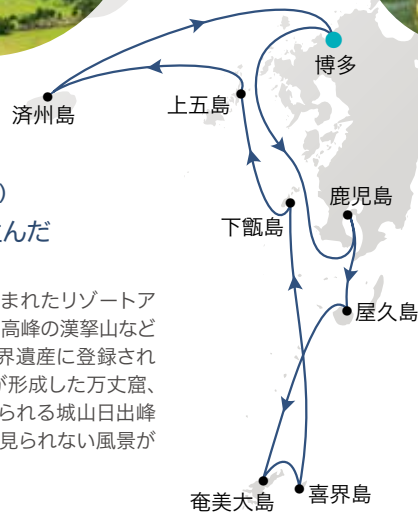 博多
済州島
上五島
）
んだ
鹿児島
下甑島
まれたリゾートア
高峰の漢拏山など
界遺産に登録され
が形成した万丈窟、
られる城山日出峰
見られない風景が
屋久島
奄美大島
喜界島